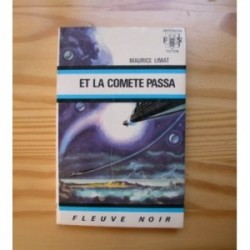 MAURICE LIMAT
ET LA COMETE PASSA
FLEUVE NOIR